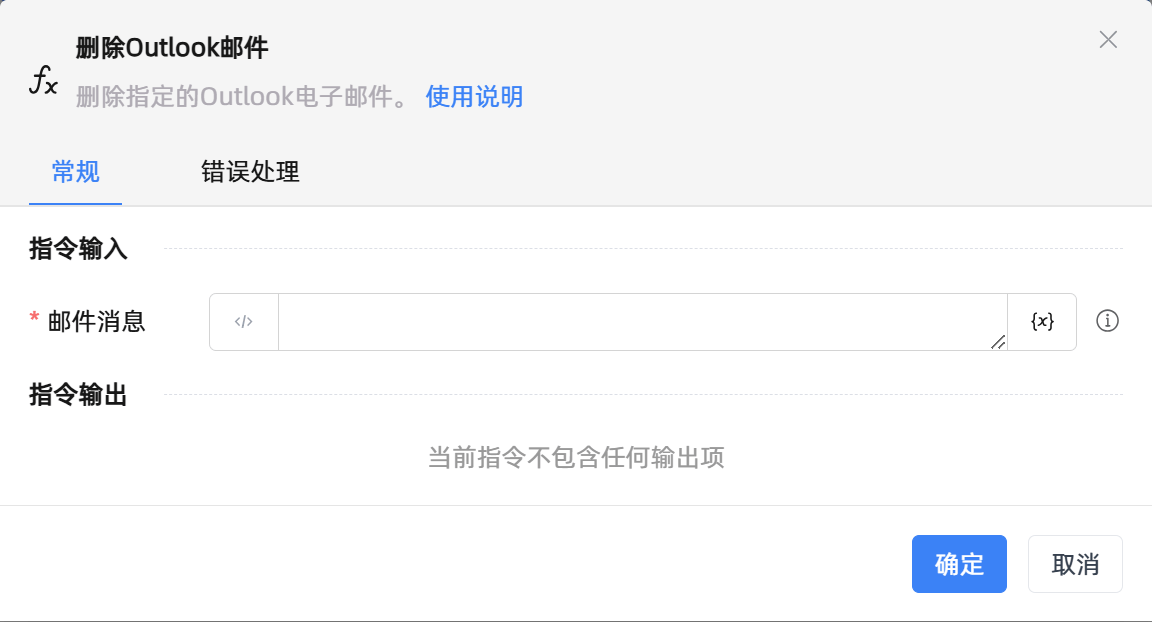 删除Outlook邮件
删除指定的Outlook电子邮件。 使用说明
常规 错误处理
指令输入
* 邮件消息 </> {x}
指令输出
当前指令不包含任何输出项
确定 取消